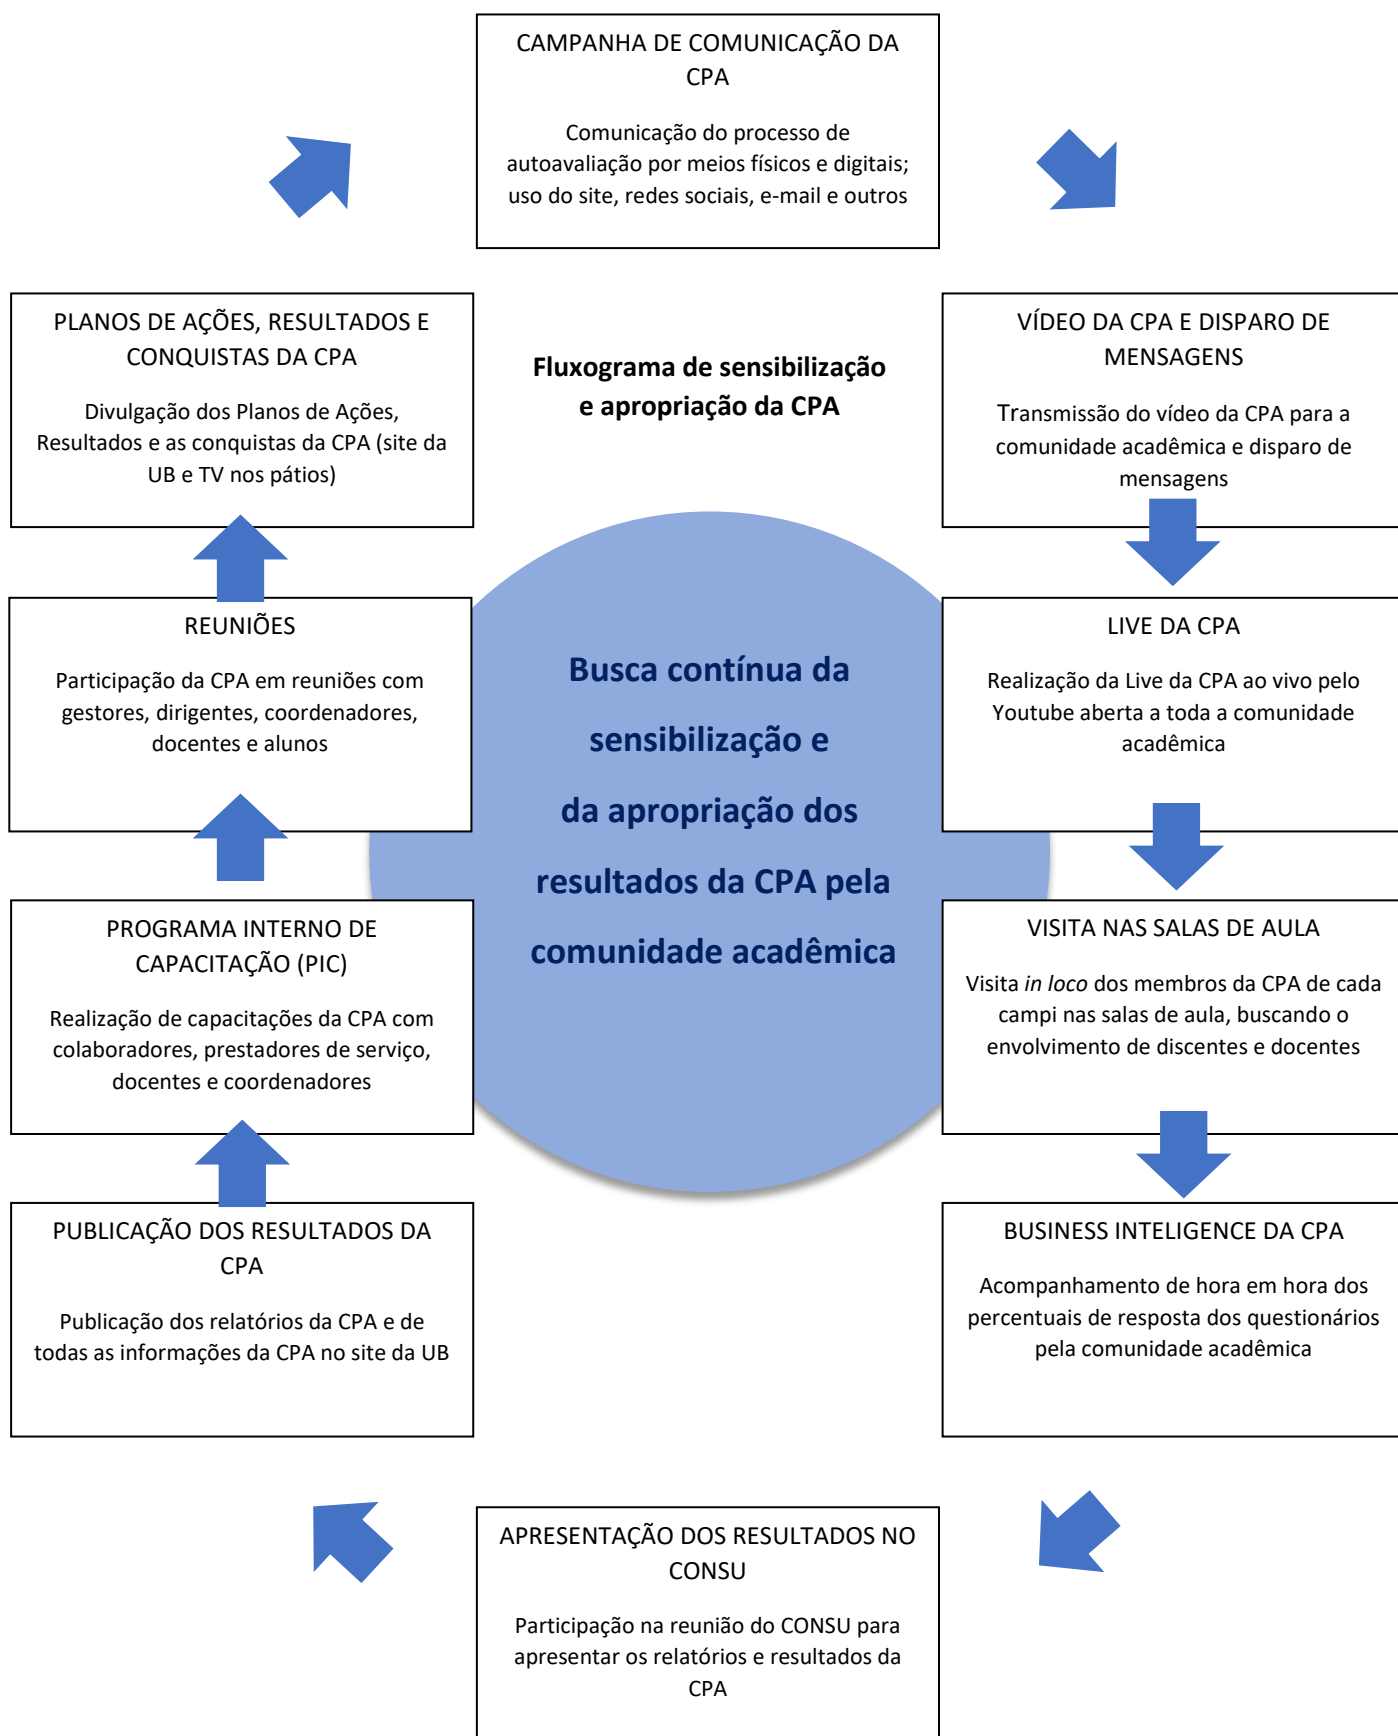 CAMPANHA DE COMUNICAÇÃO DA
CPA
Comunicação do processo de
autoavaliação por meios físicos e digitais;
uso do site, redes sociais, e-mail e outros
PLANOS DE AÇÕES, RESULTADOS E
CONQUISTAS DA CPA
Divulgação dos Planos de Ações,
Resultados e as conquistas da CPA (site da
UB e TV nos pátios)
Fluxograma de sensibilização
e apropriação da CPA
VÍDEO DA CPA E DISPARO DE
MENSAGENS
Transmissão do vídeo da CPA para a
comunidade acadêmica e disparo de
mensagens
REUNIÕES
Participação da CPA em reuniões com
gestores, dirigentes, coordenadores,
docentes e alunos
Busca contínua da
sensibilização e
da apropriação dos
resultados da CPA pela
comunidade acadêmica
LIVE DA CPA
Realização da Live da CPA ao vivo pelo
Youtube aberta a toda a comunidade
acadêmica
PROGRAMA INTERNO DE
CAPACITAÇÃO (PIC)
Realização de capacitações da CPA com
colaboradores, prestadores de serviço,
docentes e coordenadores
VISITA NAS SALAS DE AULA
Visita in loco dos membros da CPA de cada
campi nas salas de aula, buscando o
envolvimento de discentes e docentes
PUBLICAÇÃO DOS RESULTADOS DA
CPA
Publicação dos relatórios da CPA e de
todas as informações da CPA no site da UB
BUSINESS INTELIGENCE DA CPA
Acompanhamento de hora em hora dos
percentuais de resposta dos questionários
pela comunidade acadêmica
APRESENTAÇÃO DOS RESULTADOS NO
CONSU
Participação na reunião do CONSU para
apresentar os relatórios e resultados da
CPA